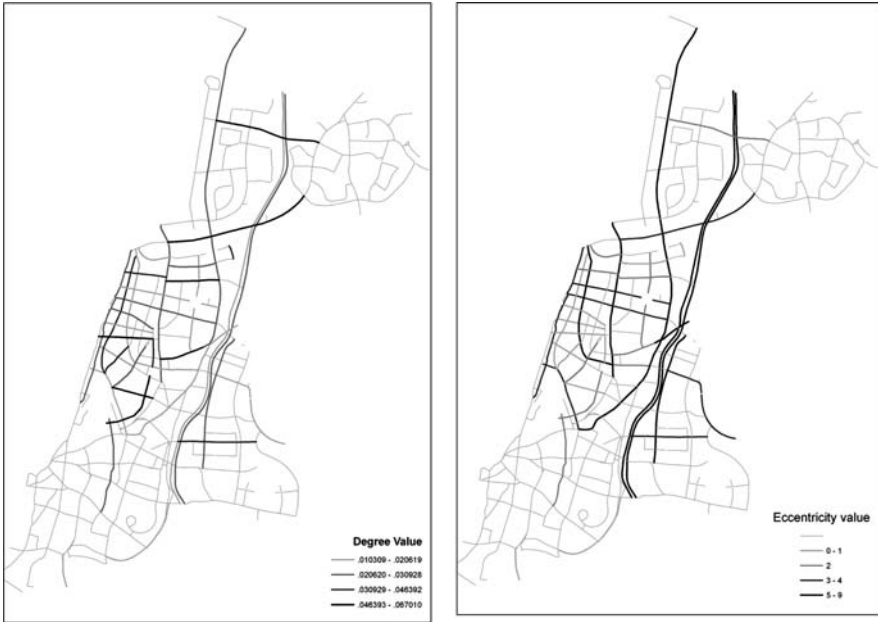 Degree Value
.010309 - .020619
.020620 - .030928
.030929 - .046392
.046393 - .067010
Eccentricity value
0 - 1
2
3 - 4
5 - 9